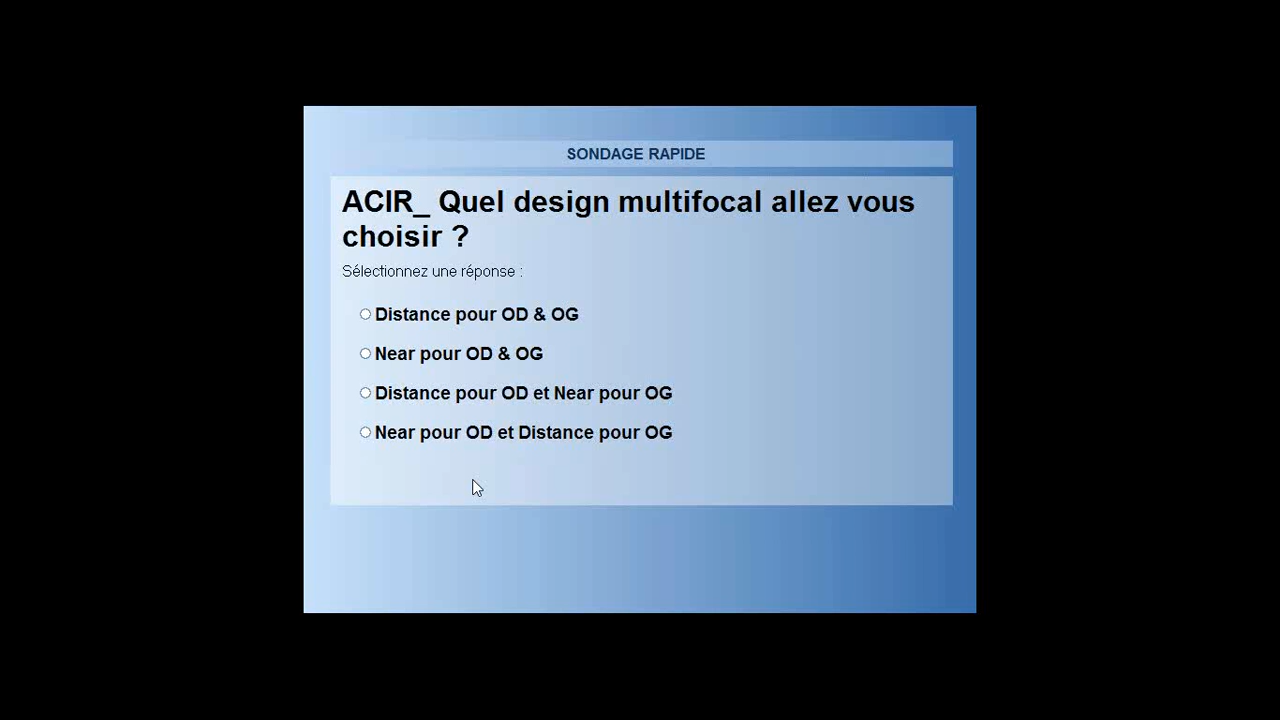 SONDAGE RAPIDE
ACIR_ Quel design multifocal allez vous
choisir ?
Sélectionnez une réponse :
Distance pour OD & OG
Near pour OD & OG
Distance pour OD et Near pour OG
Near pour OD et Distance pour OG